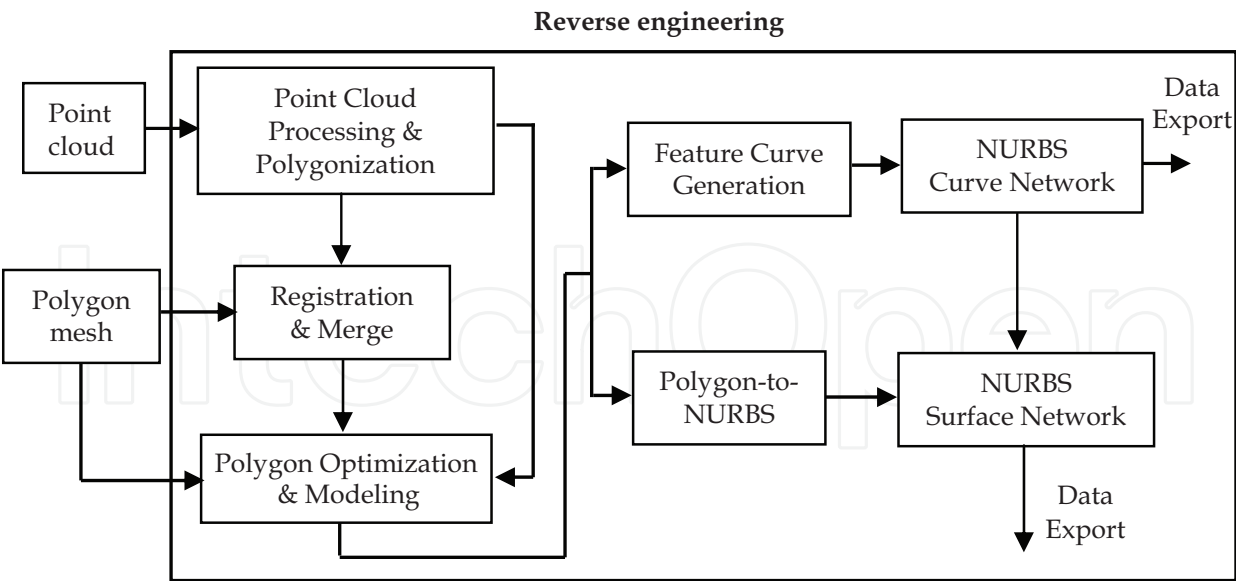 Reverse engineering
Point
cloud
Point Cloud
Processing &
Polygonization
Polygon
mesh
Registration
& Merge
Polygon Optimization
& Modeling
Feature Curve
Generation
NURBS
Curve Network
Data
Export
Polygon-to-
NURBS
NURBS
Surface Network
Data
Export
IntechOpen